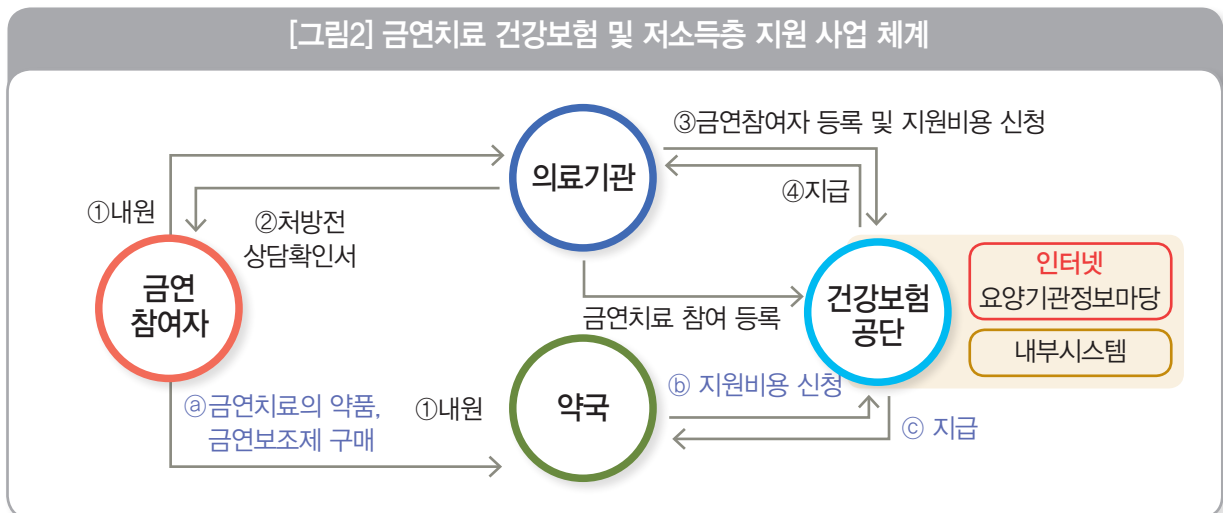 [그림2] 금연치료 건강보험 및 저소득층 지원 사업 체계
③금연참여자 등록 및 지원비용 신청
의료기관
④지급
①내원
②처방전
상담확인서
금연
참여자
금연치료 참여 등록
건강보험
공단
인터넷
요양기관정보마당
내부시스템
ⓐ금연치료의 약품,
금연보조제 구매
①내원
약국
ⓑ 지원비용 신청
ⓒ 지급